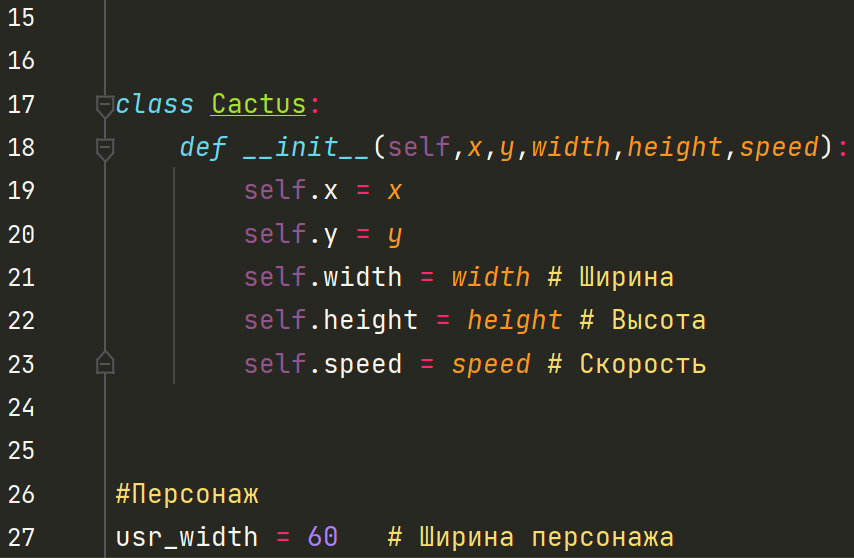 15
16
17 class Cactus:
18     def __init__(self,x,y,width,height,speed):
19         self.x = x
20         self.y = y
21         self.width = width # Ширина
22         self.height = height # Высота
23         self.speed = speed # Скорость
24
25
26 #Персонаж
27 usr_width = 60   # Ширина персонажа